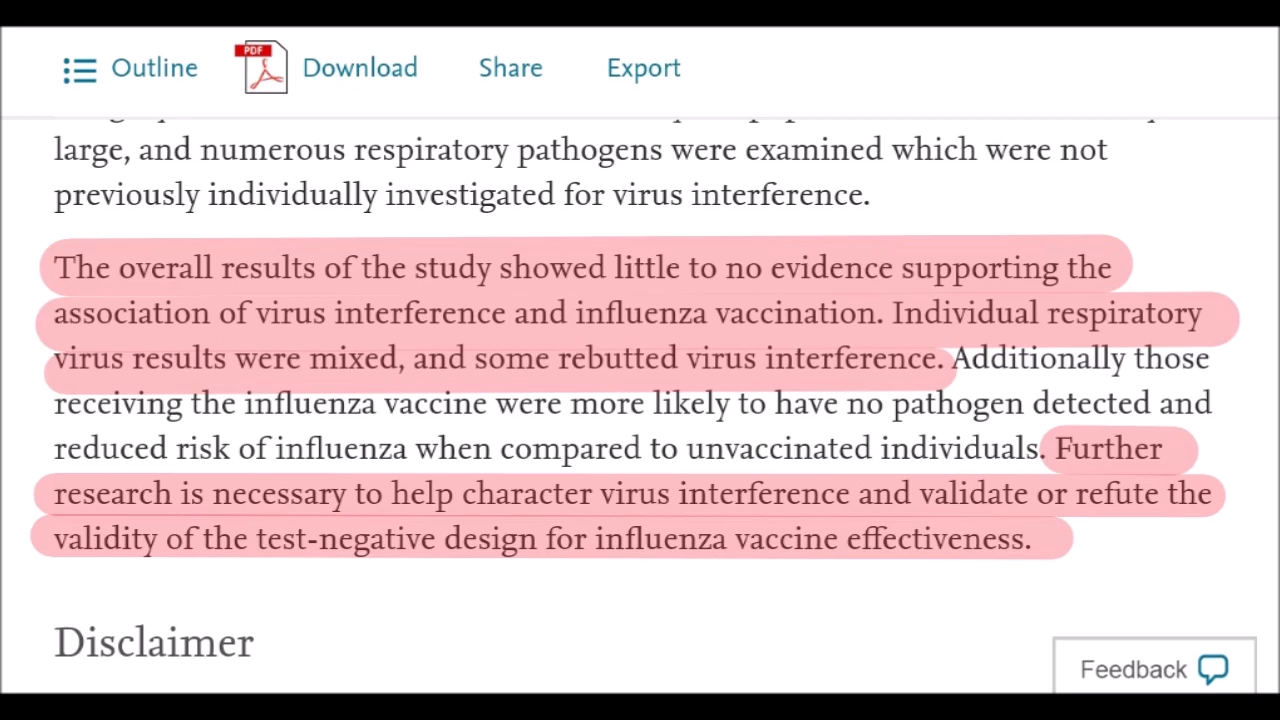 Outline PDF Download Share Export
large, and numerous respiratory pathogens were examined which were not
previously individually investigated for virus interference.
The overall results of the study showed little to no evidence supporting the
association of virus interference and influenza vaccination. Individual respiratory
virus results were mixed, and some rebutted virus interference. Additionally those
receiving the influenza vaccine were more likely to have no pathogen detected and
reduced risk of influenza when compared to unvaccinated individuals. Further
research is necessary to help character virus interference and validate or refute the
validity of the test-negative design for influenza vaccine effectiveness.
Disclaimer
Feedback